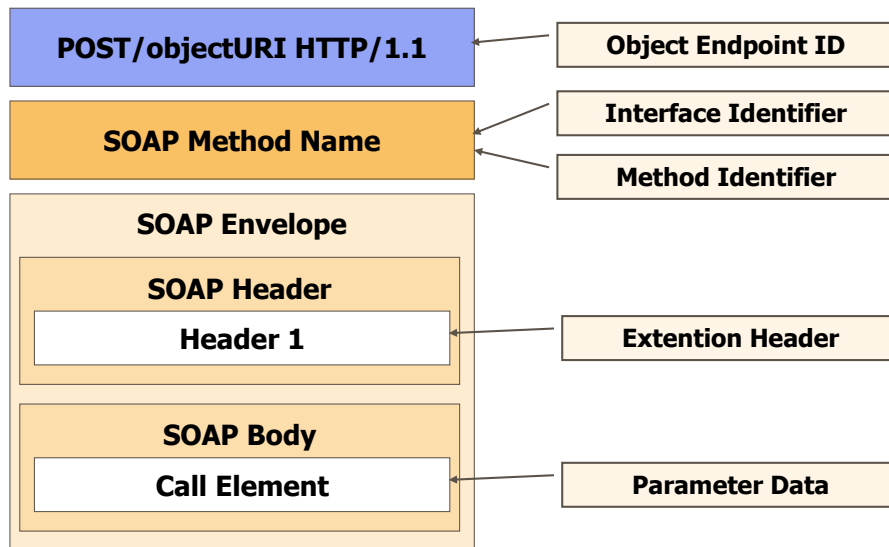 POST/objectURI HTTP/1.1
Object Endpoint ID
SOAP Method Name
Interface Identifier
Method Identifier
SOAP Envelope
SOAP Header
Header 1
Extention Header
SOAP Body
Call Element
Parameter Data